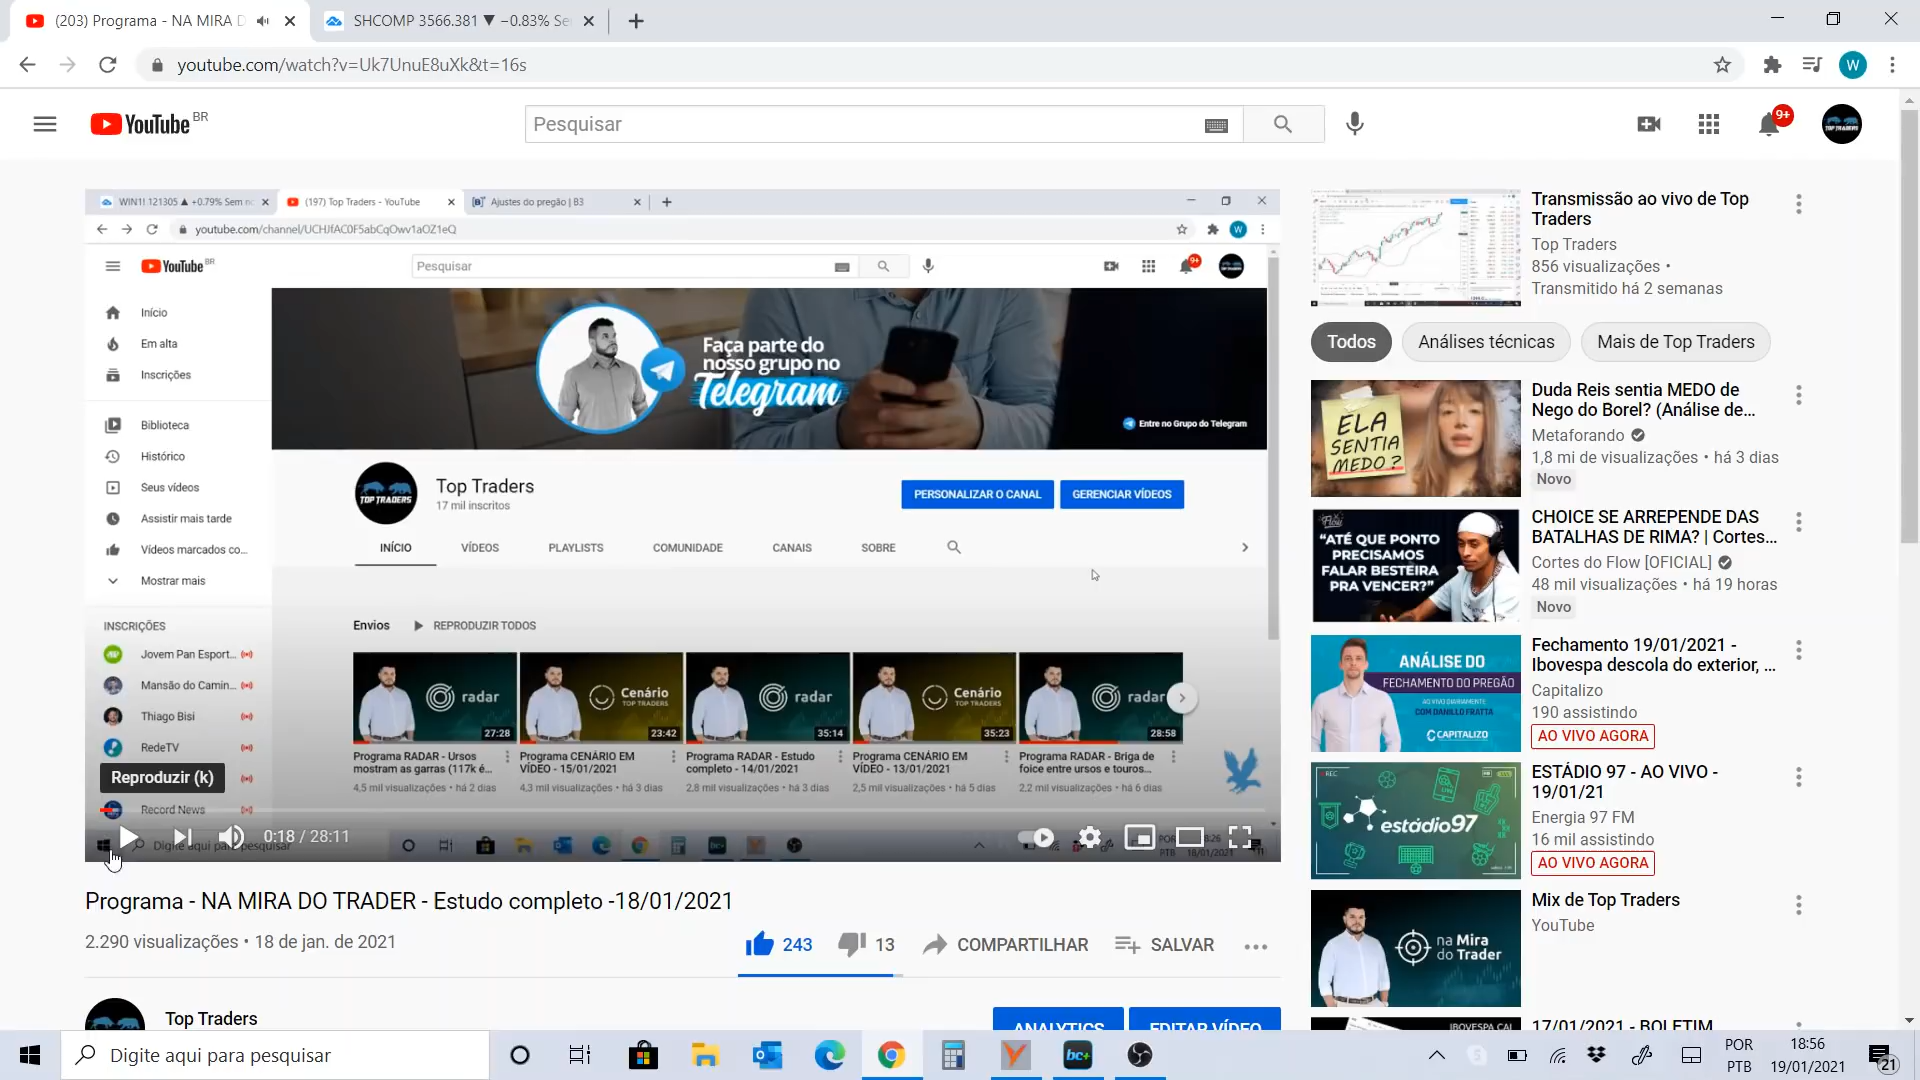 (203) Programa - NA MIRA D
SHCOMP 3566.381 ▼ −0.83% Se
youtube.com/watch?v=Uk7UnuE8uXk&t=16s
W
YouTube BR
Pesquisar
9+
TOP TRADERS
WIN1! 121305 ▲ +0.79% Sem n
(197) Top Traders - YouTube
Ajustes do pregão | B3
youtube.com/channel/UCHJfAC0F5abCqOwv1aOZ1eQ
W
YouTube BR
Pesquisar
9+
Início
Em alta
Inscrições
Biblioteca
Histórico
Seus vídeos
Assistir mais tarde
Vídeos marcados co...
Mostrar mais
INSCRIÇÕES
Jovem Pan Esport...
Mansão do Camin...
Thiago Bisi
RedeTV
Record News
Faça parte do
nosso grupo no
Telegram
Entre no Grupo do Telegram
TOP TRADERS
Top Traders
17 mil inscritos
PERSONALIZAR O CANAL
GERENCIAR VÍDEOS
INÍCIO
VÍDEOS
PLAYLISTS
COMUNIDADE
CANAIS
SOBRE
Envios
REPRODUZIR TODOS
radar
27:28
Cenário
TOP TRADERS
23:42
radar
35:14
Cenário
TOP TRADERS
35:23
radar
28:58
Programa RADAR - Ursos
mostram as garras (117k é...
4,5 mil visualizações • há 2 dias
Programa CENÁRIO EM
VÍDEO - 15/01/2021
4,3 mil visualizações • há 3 dias
Programa RADAR - Estudo
completo - 14/01/2021
2,8 mil visualizações • há 3 dias
Programa CENÁRIO EM
VÍDEO - 13/01/2021
2,5 mil visualizações • há 5 dias
Programa RADAR - Briga de
foice entre ursos e touros...
2,2 mil visualizações • há 6 dias
Reproduzir (k)
0:18 / 28:11
Digite aqui para pesquisar
Programa - NA MIRA DO TRADER - Estudo completo -18/01/2021
2.290 visualizações • 18 de jan. de 2021
243
13
COMPARTILHAR
SALVAR
Top Traders
ANALYTICS
EDITAR VÍDEO
Transmissão ao vivo de Top
Traders
Top Traders
856 visualizações •
Transmitido há 2 semanas
Todos
Análises técnicas
Mais de Top Traders
ELA
SENTIA
MEDO?
Duda Reis sentia MEDO de
Nego do Borel? (Análise de...
Metaforando
1,8 mi de visualizações • há 3 dias
Novo
Flow
"ATÉ QUE PONTO
PRECISAMOS
FALAR BESTEIRA
PRA VENCER?"
CHOICE SE ARREPENDE DAS
BATALHAS DE RIMA? | Cortes...
Cortes do Flow [OFICIAL]
48 mil visualizações • há 19 horas
Novo
ANÁLISE DO
FECHAMENTO DO PREGÃO
AO VIVO DIARIAMENTE
COM DANILLO FRATTA
CAPITALIZO
Fechamento 19/01/2021 -
Ibovespa descola do exterior, ...
Capitalizo
190 assistindo
AO VIVO AGORA
REC
estádio97
ESTÁDIO 97 - AO VIVO -
19/01/21
Energia 97 FM
16 mil assistindo
AO VIVO AGORA
na Mira
do Trader
Mix de Top Traders
YouTube
IBOVESPA CAI
17/01/2021 - BOLETIM
Digite aqui para pesquisar
bc+
POR
PTB
18:56
19/01/2021
21